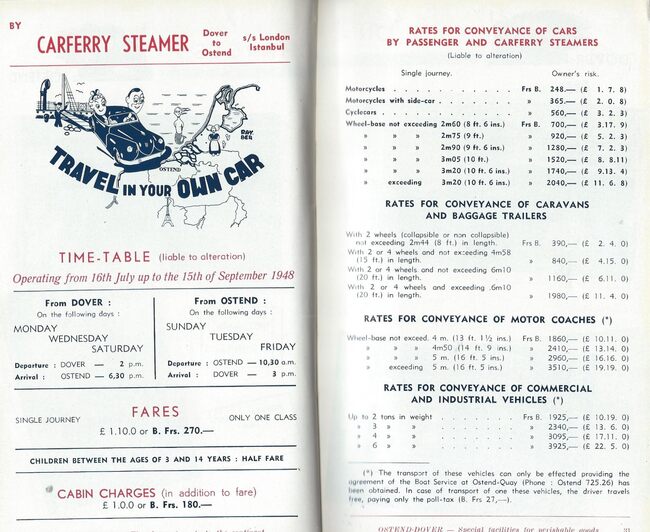 BY
CARFERRY STEAMER
Dover
to
Ostend
s/s London
Istanbul
RAY.
BER
OSTEND
TRAVEL IN YOUR OWN CAR
TIME-TABLE (liable to alteration)
Operating from 16th July up to the 15th of September 1948
From DOVER :
On the following days :
MONDAY
WEDNESDAY
SATURDAY
Departure : DOVER — 2 p.m.
Arrival : OSTEND — 6,30 p.m.
From OSTEND :
On the following days :
SUNDAY
TUESDAY
FRIDAY
Departure : OSTEND — 10,30 a.m.
Arrival : DOVER — 3 p.m.
FARES
SINGLE JOURNEY
ONLY ONE CLASS
£ 1.10.0 or B. Frs. 270.—
CHILDREN BETWEEN THE AGES OF 3 AND 14 YEARS : HALF FARE
CABIN CHARGES (in addition to fare)
£ 1.0.0 or B. Frs. 180.—
RATES FOR CONVEYANCE OF CARS
BY PASSENGER AND CARFERRY STEAMERS
(Liable to alteration)
Single journey. Owner's risk.
Motorcycles . . . . . . . . . . . Frs B. 248.— (£ 1. 7. 8)
Motorcycles with side-car . . . . . . . . » 365.— (£ 2. 0. 8)
Cyclecars . . . . . . . . . . . . » 560,— (£ 3. 2. 3)
Wheel-base not exceeding 2m60 (8 ft. 6 ins.) Frs B. 700,— (£ 3.17. 9)
» » » 2m75 (9 ft.) » 920,— (£ 5. 2. 3)
» » » 2m90 (9 ft. 6 ins.) » 1280,— (£ 7. 2. 3)
» » » 3m05 (10 ft.) » 1520,— (£ 8. 8.11)
» » » 3m20 (10 ft. 6 ins.) » 1740,— (£ 9.13. 4)
» exceeding 3m20 (10 ft. 6 ins.) » 2040,— (£ 11. 6. 8)
RATES FOR CONVEYANCE OF CARAVANS
AND BAGGAGE TRAILERS
With 2 wheels (collapsible or non collapsible)
not exceeding 2m44 (8 ft.) in length. Frs B. 390,— (£ 2. 4. 0)
With 2 or 4 wheels and not exceeding 4m58
(15 ft.) in length. » 840,— (£ 4.15. 0)
With 2 or 4 wheels and not exceeding 6m10
(20 ft.) in length. » 1160,— (£ 6.11. 0)
With 2 or 4 wheels and exceeding 6m10
(20 ft.) in length. » 1980,— (£ 11. 4. 0)
RATES FOR CONVEYANCE OF MOTOR COACHES (*)
Wheel-base not exceed. 4 m. (13 ft. 1½ ins.) Frs B. 1860,— (£ 10.11. 0)
» » » 4m50 (14 ft. 9 ins.) » 2410,— (£ 13.14. 0)
» » » 5 m. (16 ft. 5 ins.) » 2960,— (£ 16.16. 0)
» exceeding 5 m. (16 ft. 5 ins.) » 3510,— (£ 19.19. 0)
RATES FOR CONVEYANCE OF COMMERCIAL
AND INDUSTRIAL VEHICLES (*)
Up to 2 tons in weight . . . . . . Frs B. 1925,— (£ 10.19. 0)
» 3 » » . . . . . . » 2340,— (£ 13. 6. 0)
» 4 » » . . . . . . » 3095,— (£ 17.11. 0)
» 6 » » . . . . . . » 3925,— (£ 22. 5. 0)
(*) The transport of these vehicles can only be effected providing the
agreement of the Boat Service at Ostend-Quay (Phone : Ostend 725.26) has
been obtained. In case of transport of one these vehicles, the driver travels
free, paying only the poll-tax (B. Frs 27,—).
OSTEND-DOVER — Special facilities for perishable goods